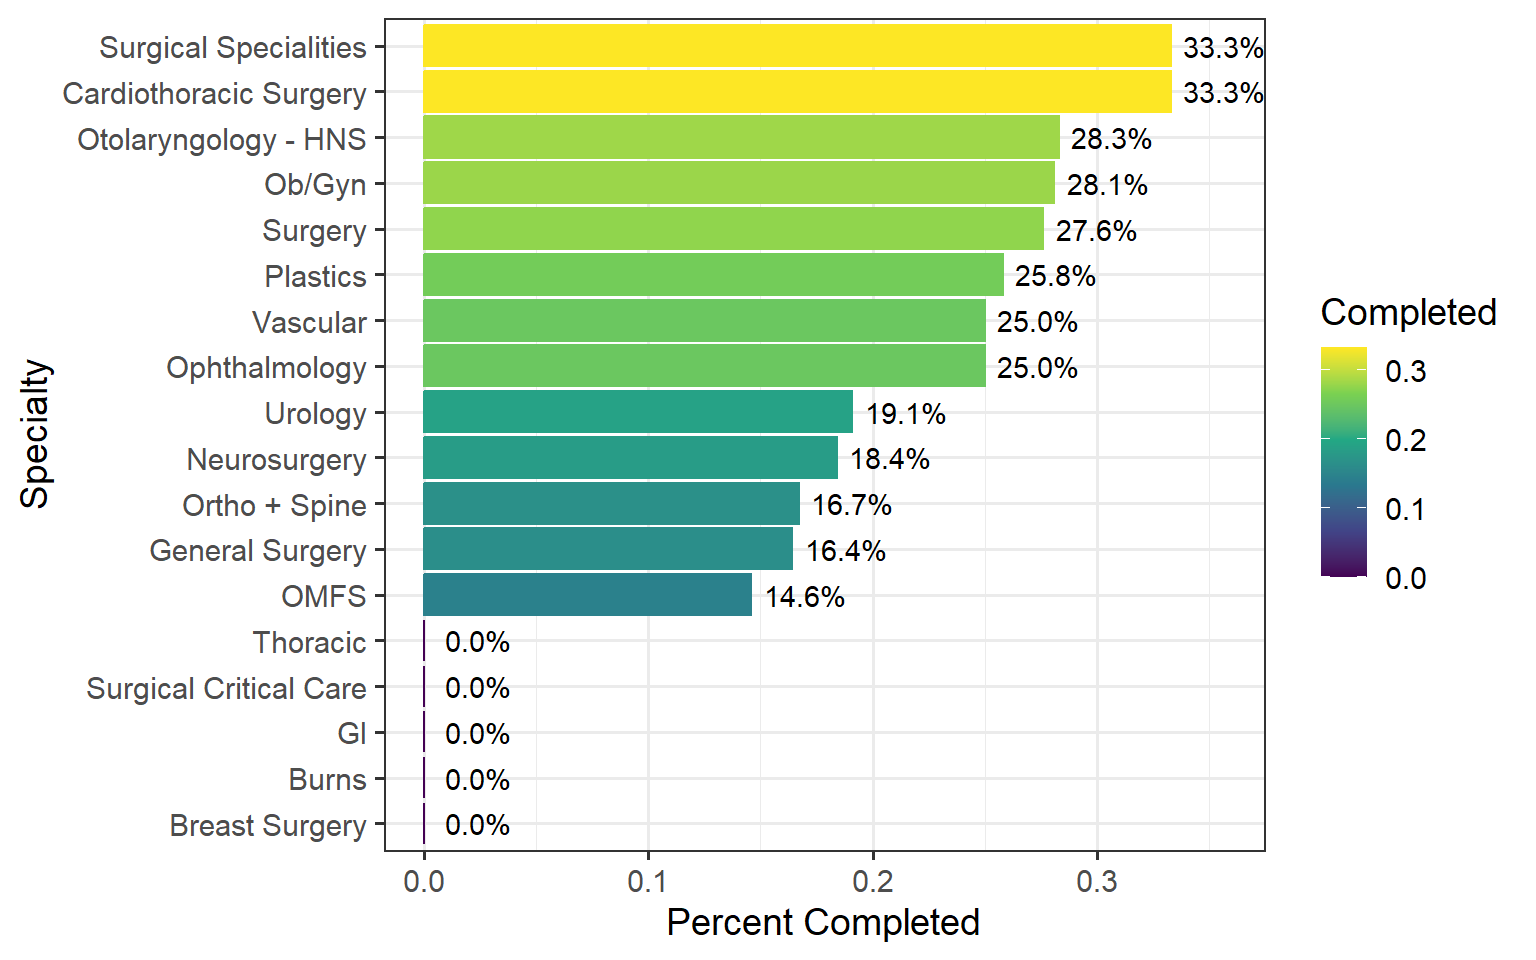 Surgical Specialities 33.3%
Cardiothoracic Surgery 33.3%
Otolaryngology - HNS 28.3%
Ob/Gyn 28.1%
Surgery 27.6%
Plastics 25.8%
Vascular 25.0%
Ophthalmology 25.0%
Urology 19.1%
Neurosurgery 18.4%
Ortho + Spine 16.7%
General Surgery 16.4%
OMFS 14.6%
Thoracic 0.0%
Surgical Critical Care 0.0%
GI 0.0%
Burns 0.0%
Breast Surgery 0.0%
0.0 0.1 0.2 0.3
Percent Completed
Specialty
Completed
0.3
0.2
0.1
0.0